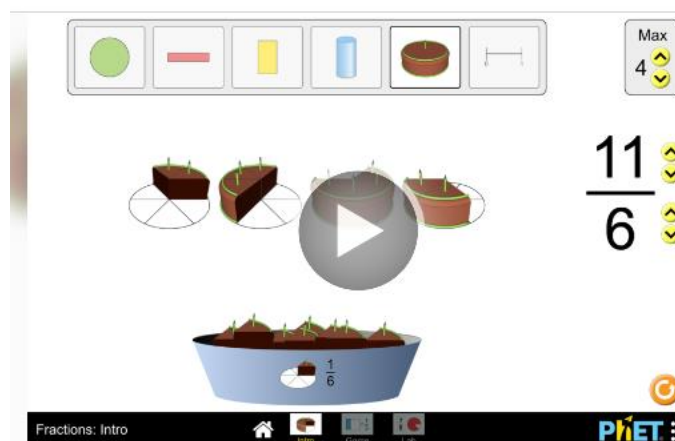 Max
4
11
6
1
6
Fractions: Intro
Intro
Game
Lab
PhET